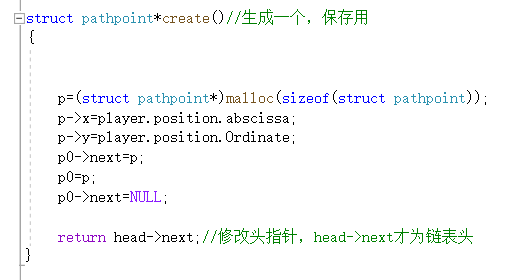 struct pathpoint*create()//生成一个，保存用
{
p=(struct pathpoint*)malloc(sizeof(struct pathpoint));
p->x=player.position.abscissa;
p->y=player.position.Ordinate;
p0->next=p;
p0=p;
p0->next=NULL;
return head->next;//修改头指针，head->next才为链表头
}